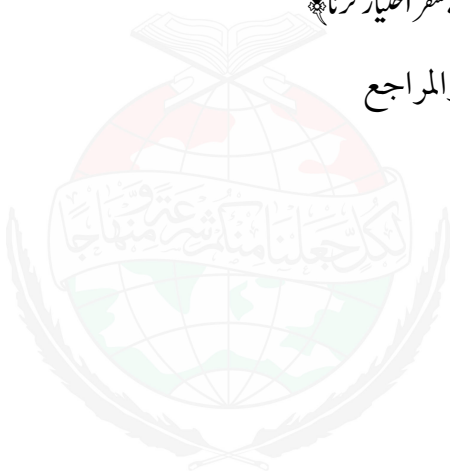 سفر اختیار کرنا﴾
المراجع
لكل جعلنا منكم شرعة ومنهاجا